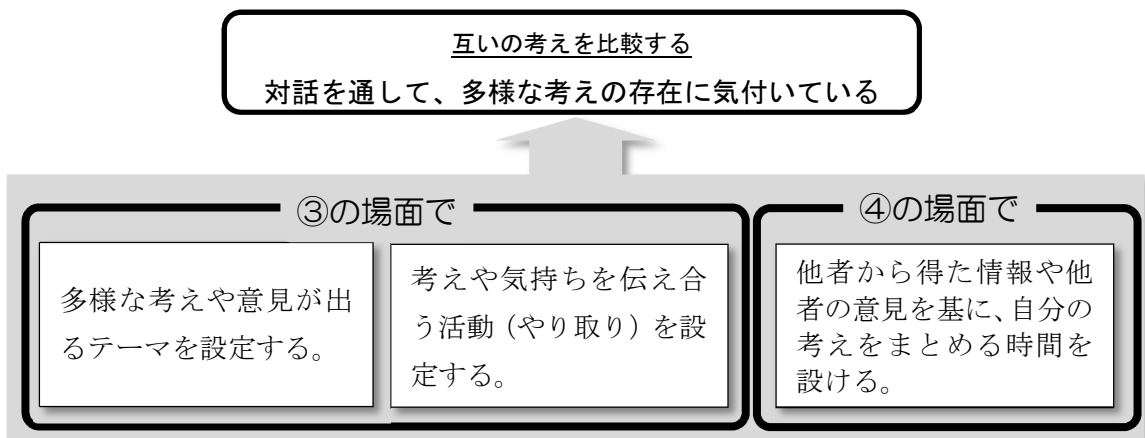 互いの考えを比較する
対話を通して、多様な考えの存在に気付いている
③の場面で
多様な考えや意見が出
るテーマを設定する。
考えや気持ちを伝え合
う活動(やり取り)を設
定する。
④の場面で
他者から得た情報や他
者の意見を基に、自分の
考えをまとめる時間を
設ける。